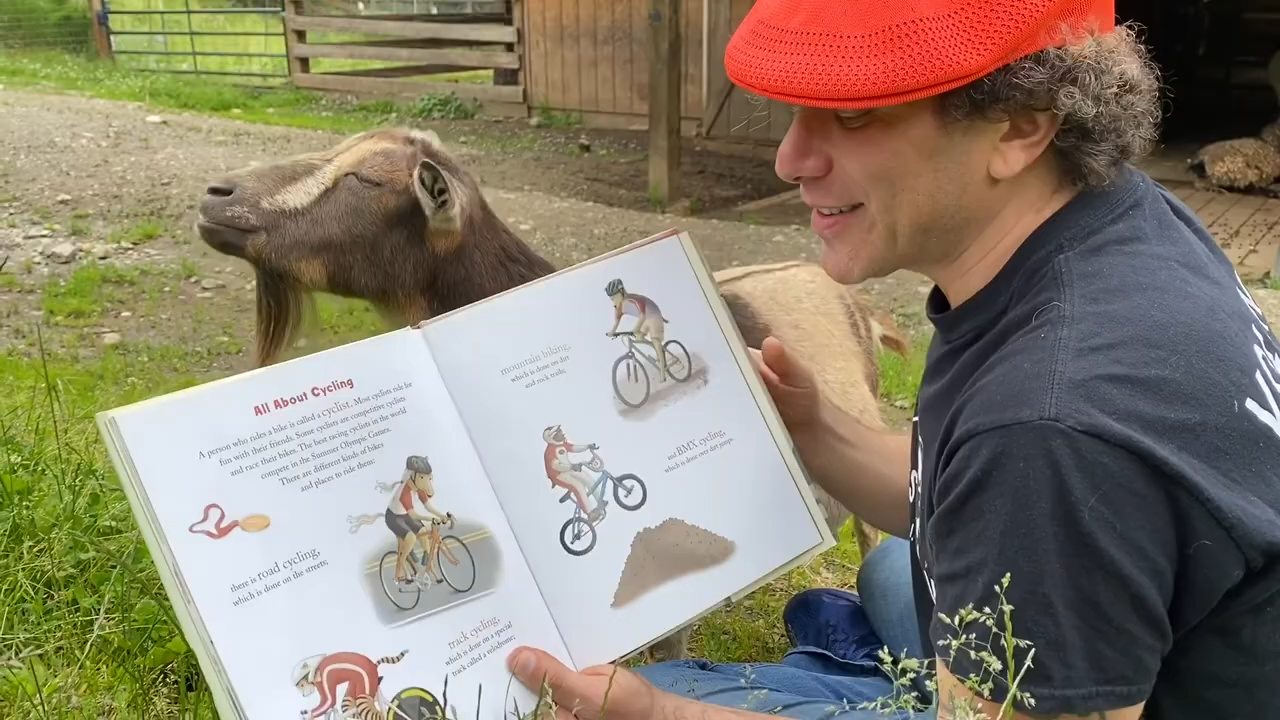 All About Cycling
A person who rides a bike is called a cyclist. Most cyclists ride for
fun with their friends. Some cyclists are competitive cyclists
and race their bikes. The best racing cyclists in the world
compete in the Summer Olympic Games.
There are different kinds of bikes
and places to ride them:
there is road cycling,
which is done on the streets;
track cycling,
which is done on a special
track called a velodrome;
mountain biking,
which is done on dirt
and rock trails;
and BMX cycling,
which is done over dirt jumps.